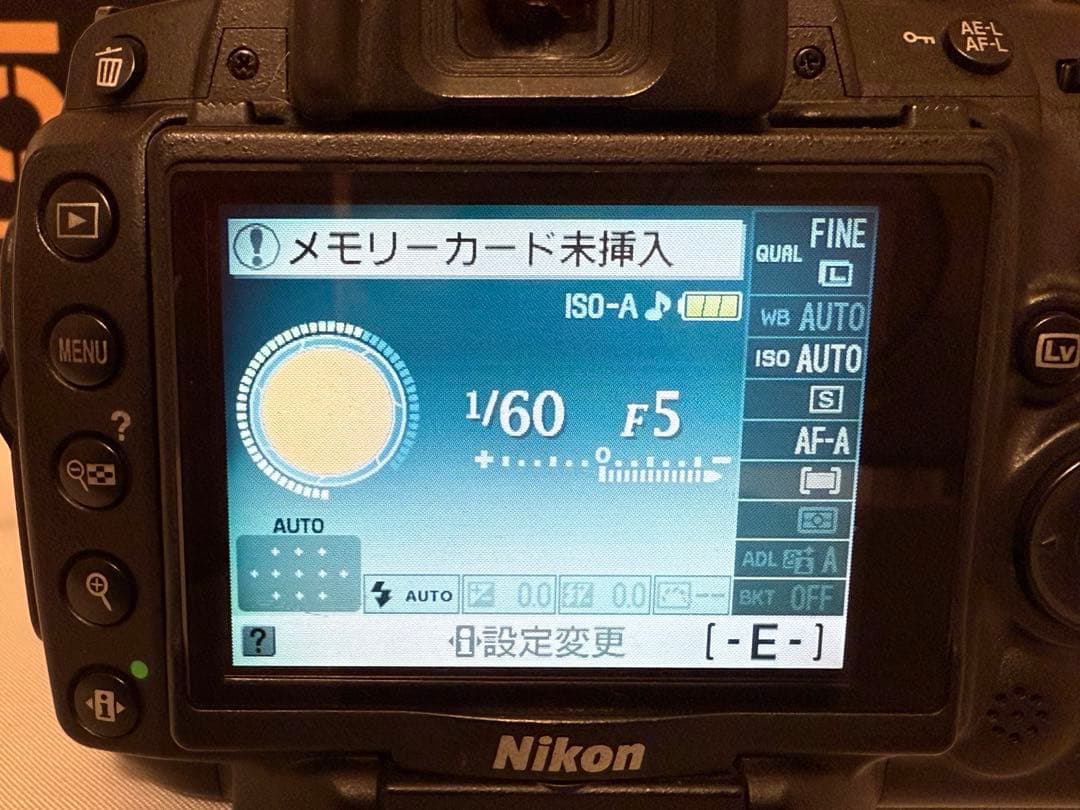 AE-L
AF-L
メモリーカード未挿入
QUAL FINE
L
ISO-A
WB AUTO
ISO AUTO
MENU
Lv
S
1/60 F5
AF-A
+ 0 -
?
AUTO
ADL A
AUTO 0.0 0.0 --
BKT OFF
? i 設定変更 [-E-]
i
Nikon